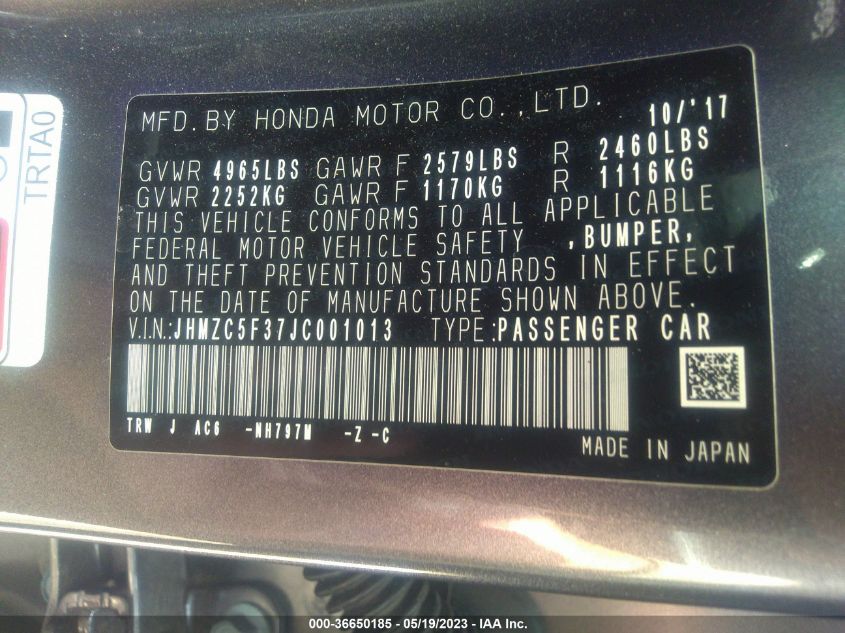 MFD. BY HONDA MOTOR CO.,LTD. 10/'17
GVWR 4965LBS GAWR F 2579LBS R 2460LBS
GVWR 2252KG GAWR F 1170KG R 1116KG
THIS VEHICLE CONFORMS TO ALL APPLICABLE
FEDERAL MOTOR VEHICLE SAFETY ,BUMPER,
AND THEFT PREVENTION STANDARDS IN EFFECT
ON THE DATE OF MANUFACTURE SHOWN ABOVE.
V.I.N.:JHMZC5F37JC001013 TYPE:PASSENGER CAR
TRW J AC6 -NH797M -Z -C
MADE IN JAPAN
TRTA0
000-36650185 - 05/19/2023 - IAA Inc.